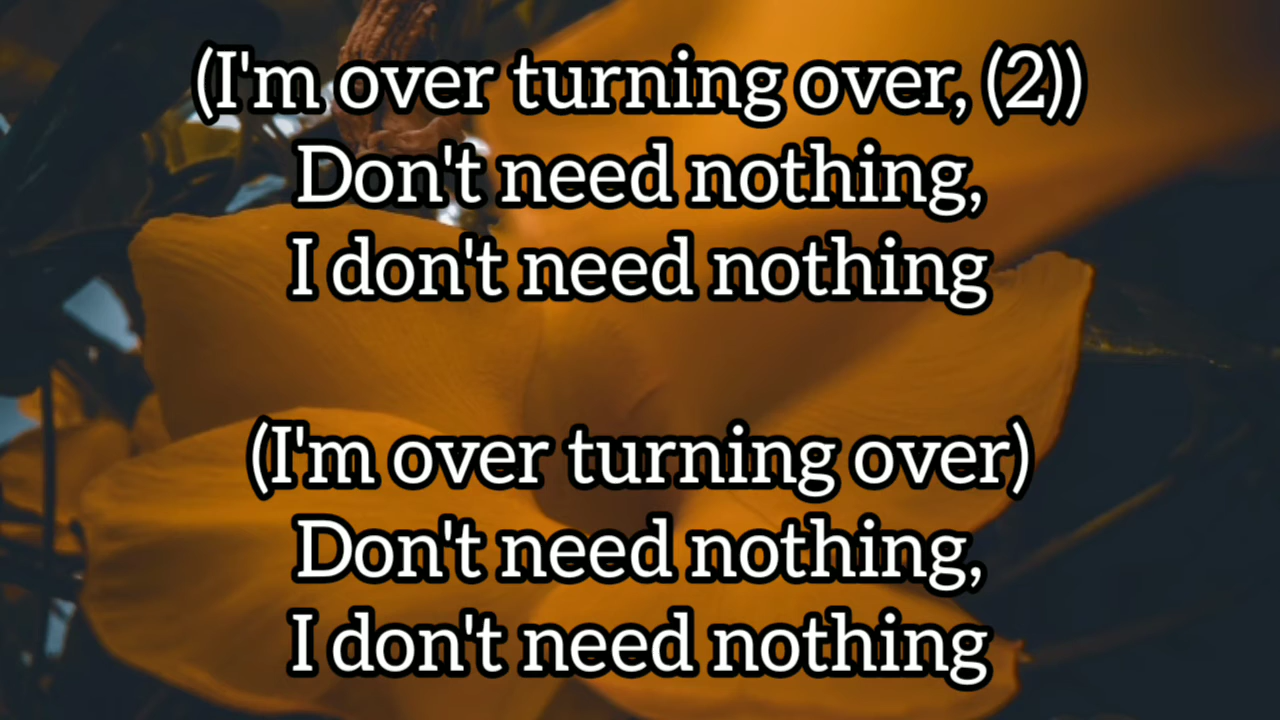 (I'm over turning over, (2))
Don't need nothing,
I don't need nothing
(I'm over turning over)
Don't need nothing,
I don't need nothing